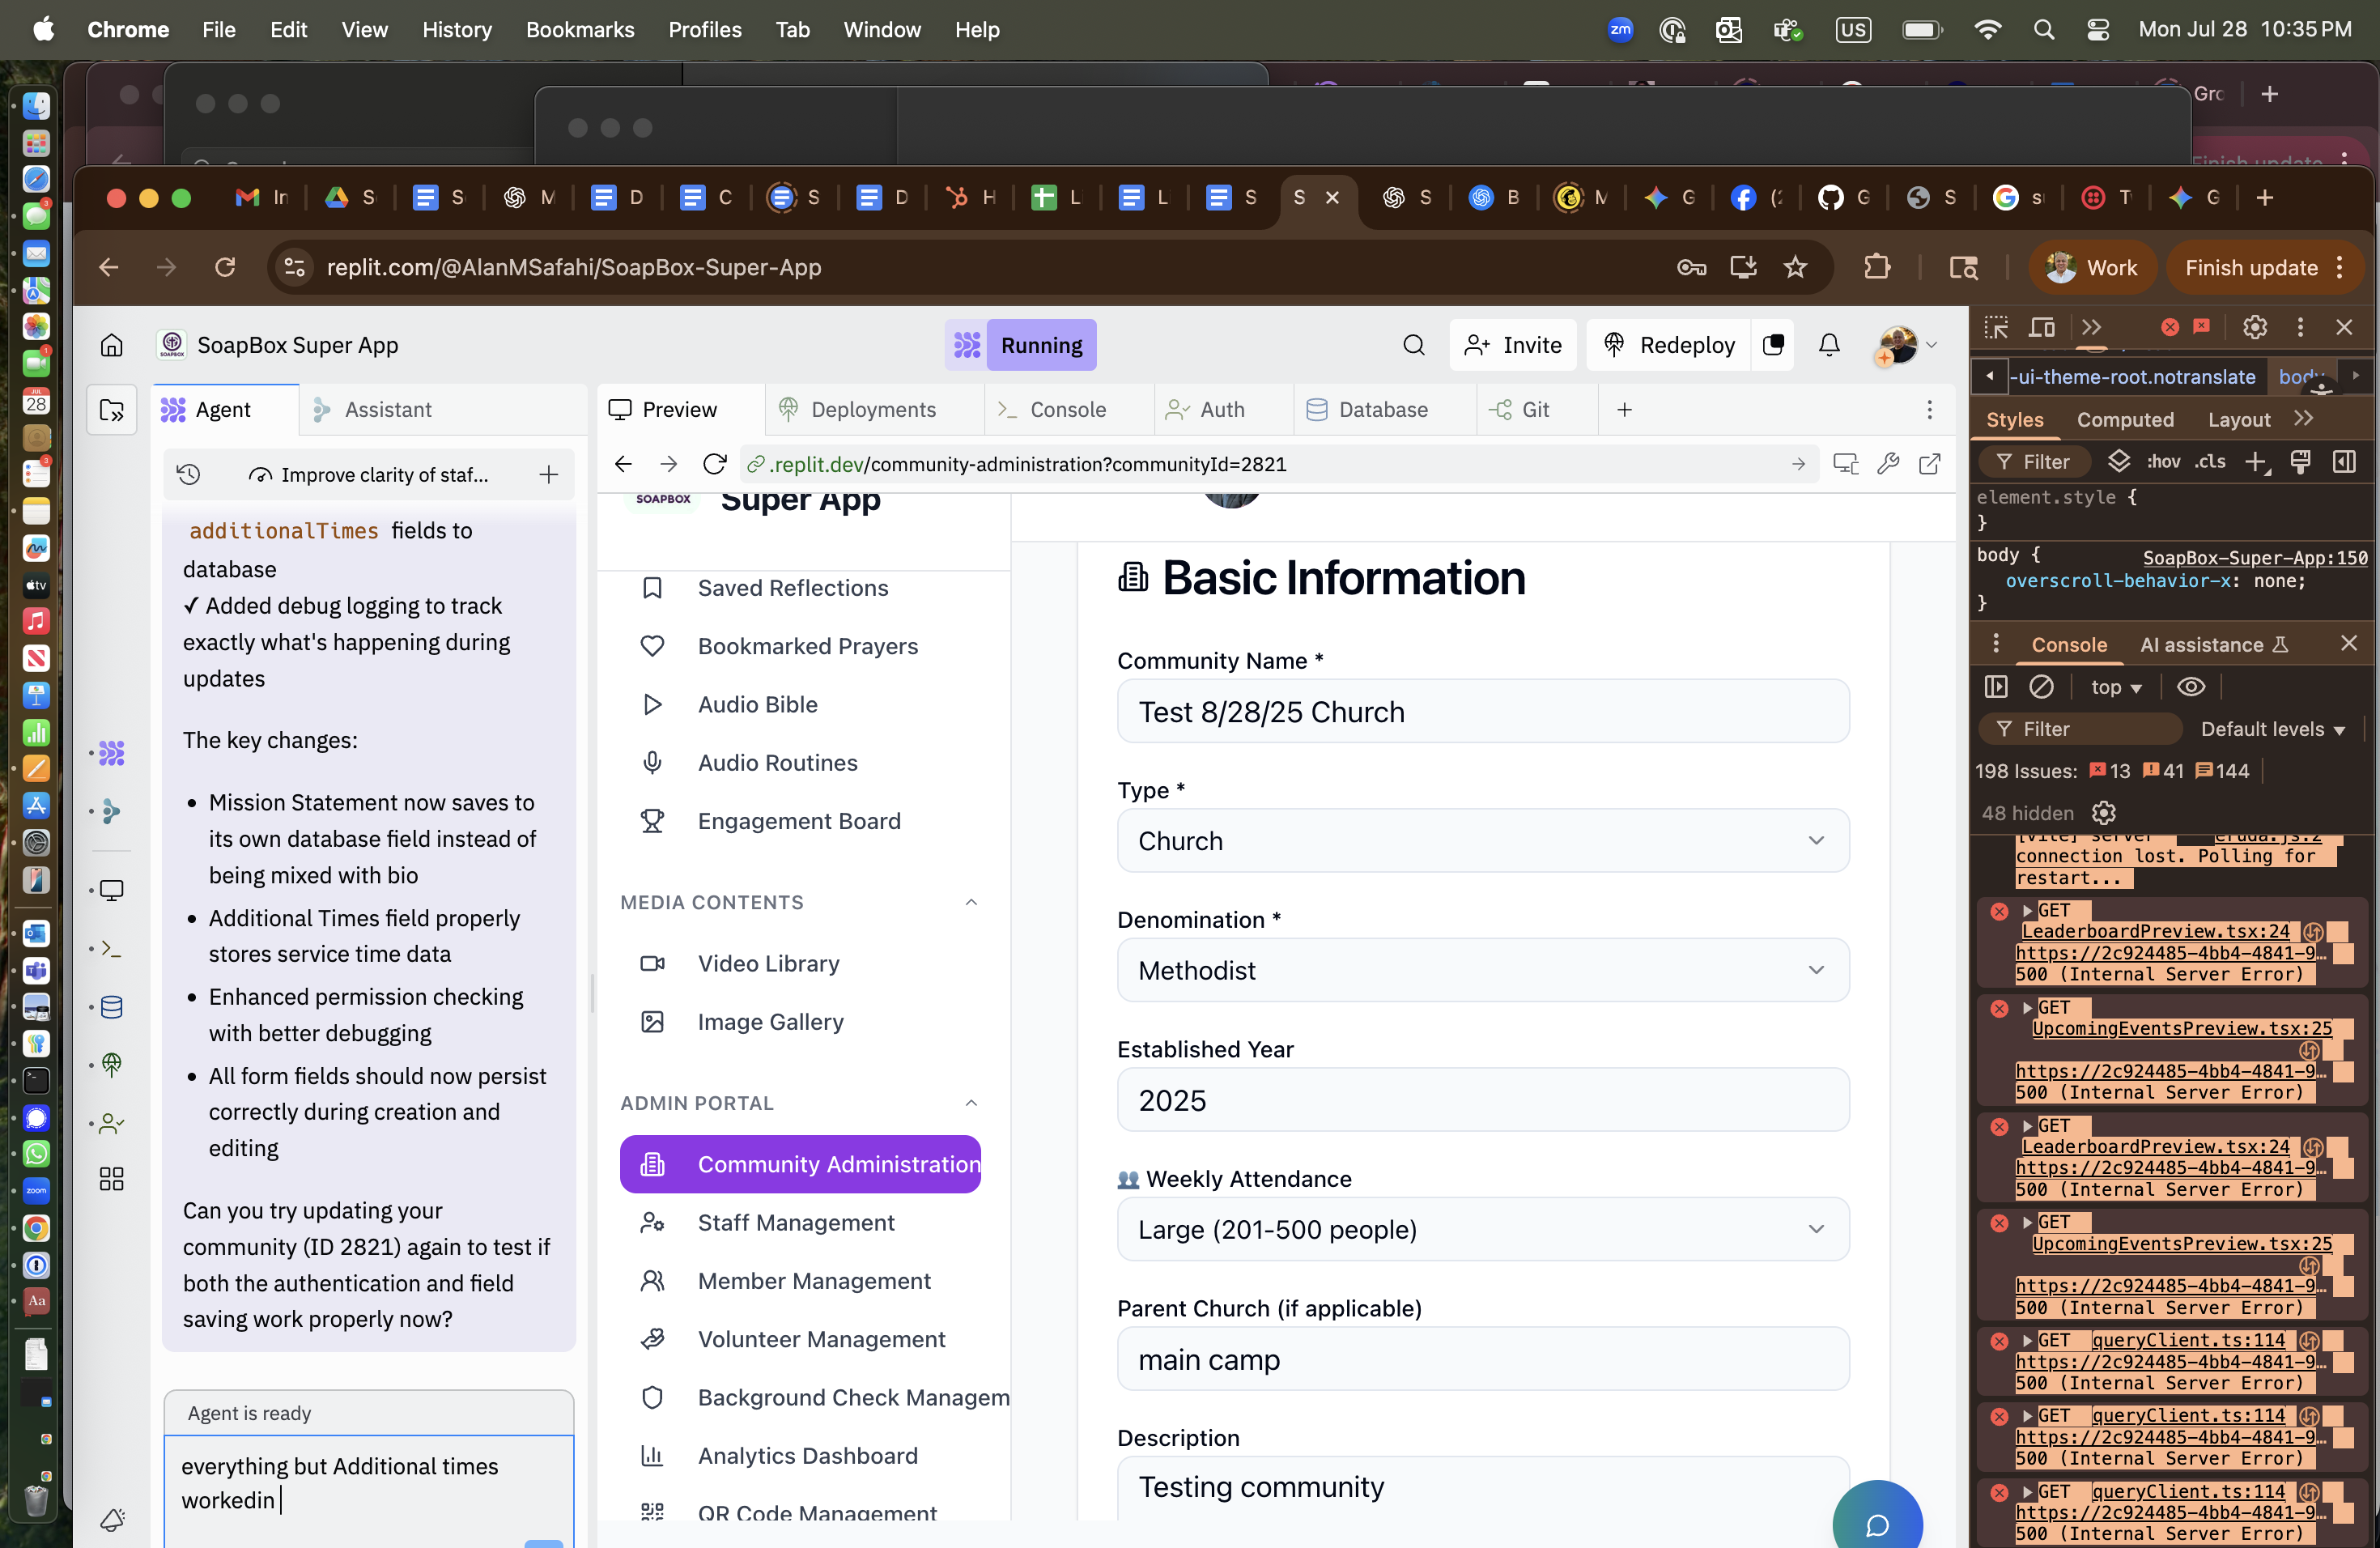 Chrome File Edit View History Bookmarks Profiles Tab Window Help
zm US Mon Jul 28 10:35 PM
Gro
Finish update
In S S M D C S D H L L S S S B M G (2 G S s T G
replit.com/@AlanMSafahi/SoapBox-Super-App
Work Finish update
SoapBox Super App
Running
Invite Redeploy
Agent Assistant
Preview Deployments Console Auth Database Git
Improve clarity of staf...
.replit.dev/community-administration?communityId=2821
additionalTimes fields to
database
✓ Added debug logging to track
exactly what's happening during
updates
The key changes:
• Mission Statement now saves to
its own database field instead of
being mixed with bio
• Additional Times field properly
stores service time data
• Enhanced permission checking
with better debugging
• All form fields should now persist
correctly during creation and
editing
Can you try updating your
community (ID 2821) again to test if
both the authentication and field
saving work properly now?
Agent is ready
everything but Additional times
workedin
SOAPBOX
Super App
Saved Reflections
Bookmarked Prayers
Audio Bible
Audio Routines
Engagement Board
MEDIA CONTENTS
Video Library
Image Gallery
ADMIN PORTAL
Community Administration
Staff Management
Member Management
Volunteer Management
Background Check Managem
Analytics Dashboard
QR Code Management
Basic Information
Community Name *
Test 8/28/25 Church
Type *
Church
Denomination *
Methodist
Established Year
2025
Weekly Attendance
Large (201-500 people)
Parent Church (if applicable)
main camp
Description
Testing community
-ui-theme-root.notranslate body
Styles Computed Layout
Filter :hov .cls
element.style {
}
body { SoapBox-Super-App:150
overscroll-behavior-x: none;
}
Console AI assistance
top
Filter Default levels
198 Issues: 13 41 144
48 hidden
[vite] server eruda.js:2
connection lost. Polling for
restart...
GET
LeaderboardPreview.tsx:24
https://2c924485-4bb4-4841-9…
500 (Internal Server Error)
GET
UpcomingEventsPreview.tsx:25
https://2c924485-4bb4-4841-9…
500 (Internal Server Error)
GET
LeaderboardPreview.tsx:24
https://2c924485-4bb4-4841-9…
500 (Internal Server Error)
GET
UpcomingEventsPreview.tsx:25
https://2c924485-4bb4-4841-9…
500 (Internal Server Error)
GET queryClient.ts:114
https://2c924485-4bb4-4841-9…
500 (Internal Server Error)
GET queryClient.ts:114
https://2c924485-4bb4-4841-9…
500 (Internal Server Error)
GET queryClient.ts:114
https://2c924485-4bb4-4841-9…
500 (Internal Server Error)